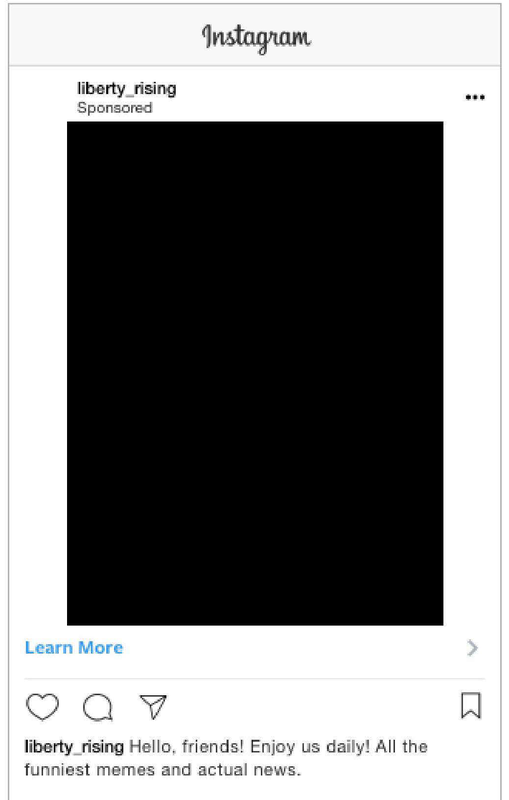 Instagram
liberty_rising
Sponsored
Learn More
liberty_rising Hello, friends! Enjoy us daily! All the
funniest memes and actual news.